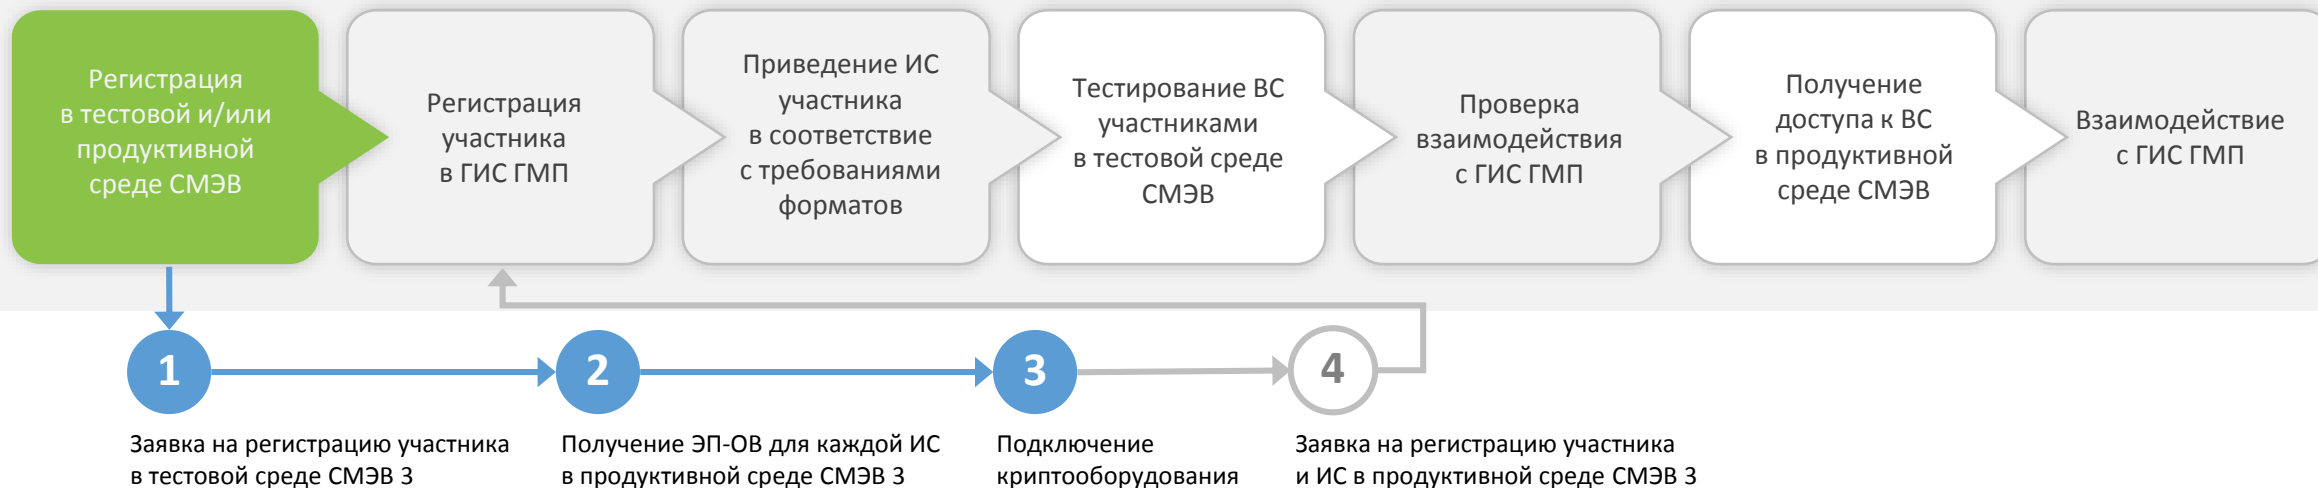 Регистрация
в тестовой и/или
продуктивной
среде СМЭВ
Регистрация
участника
в ГИС ГМП
Приведение ИС
участника
в соответствие
с требованиями
форматов
Тестирование ВС
участниками
в тестовой среде
СМЭВ
Проверка
взаимодействия
с ГИС ГМП
Получение
доступа к ВС
в продуктивной
среде СМЭВ
Взаимодействие
с ГИС ГМП
1
2
3
4
Заявка на регистрацию участника
в тестовой среде СМЭВ 3
Получение ЭП-ОВ для каждой ИС
в продуктивной среде СМЭВ 3
Подключение
криптооборудования
Заявка на регистрацию участника
и ИС в продуктивной среде СМЭВ 3